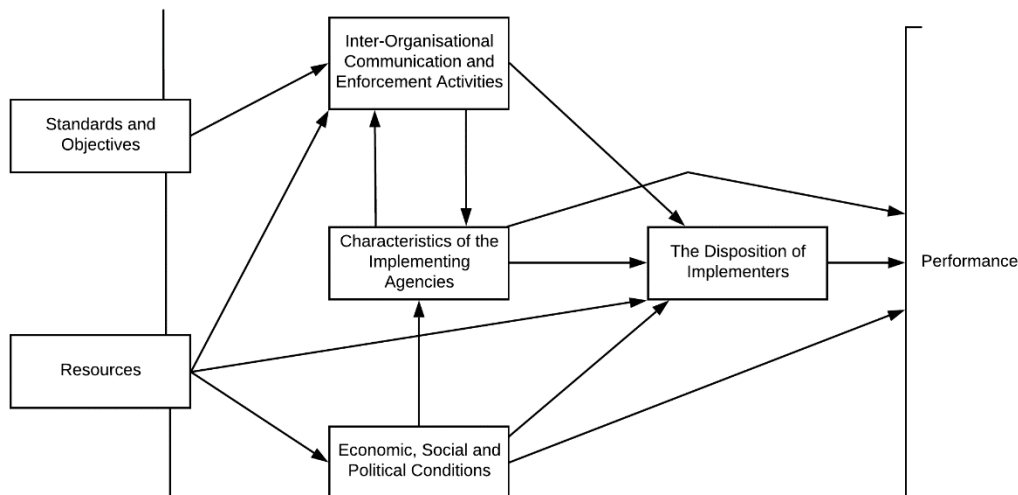 Inter-Organisational
Communication and
Enforcement Activities
Standards and
Objectives
Characteristics of the
Implementing
Agencies
The Disposition of
Implementers
Performance
Resources
Economic, Social and
Political Conditions